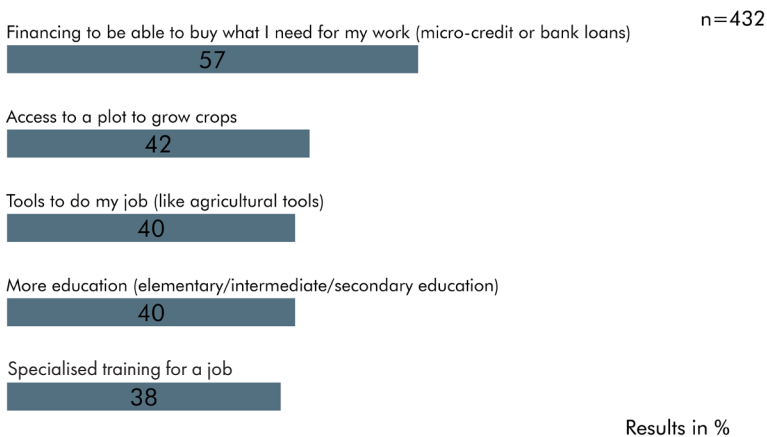 n=432
Financing to be able to buy what I need for my work (micro-credit or bank loans)
57
Access to a plot to grow crops
42
Tools to do my job (like agricultural tools)
40
More education (elementary/intermediate/secondary education)
40
Specialised training for a job
38
Results in %